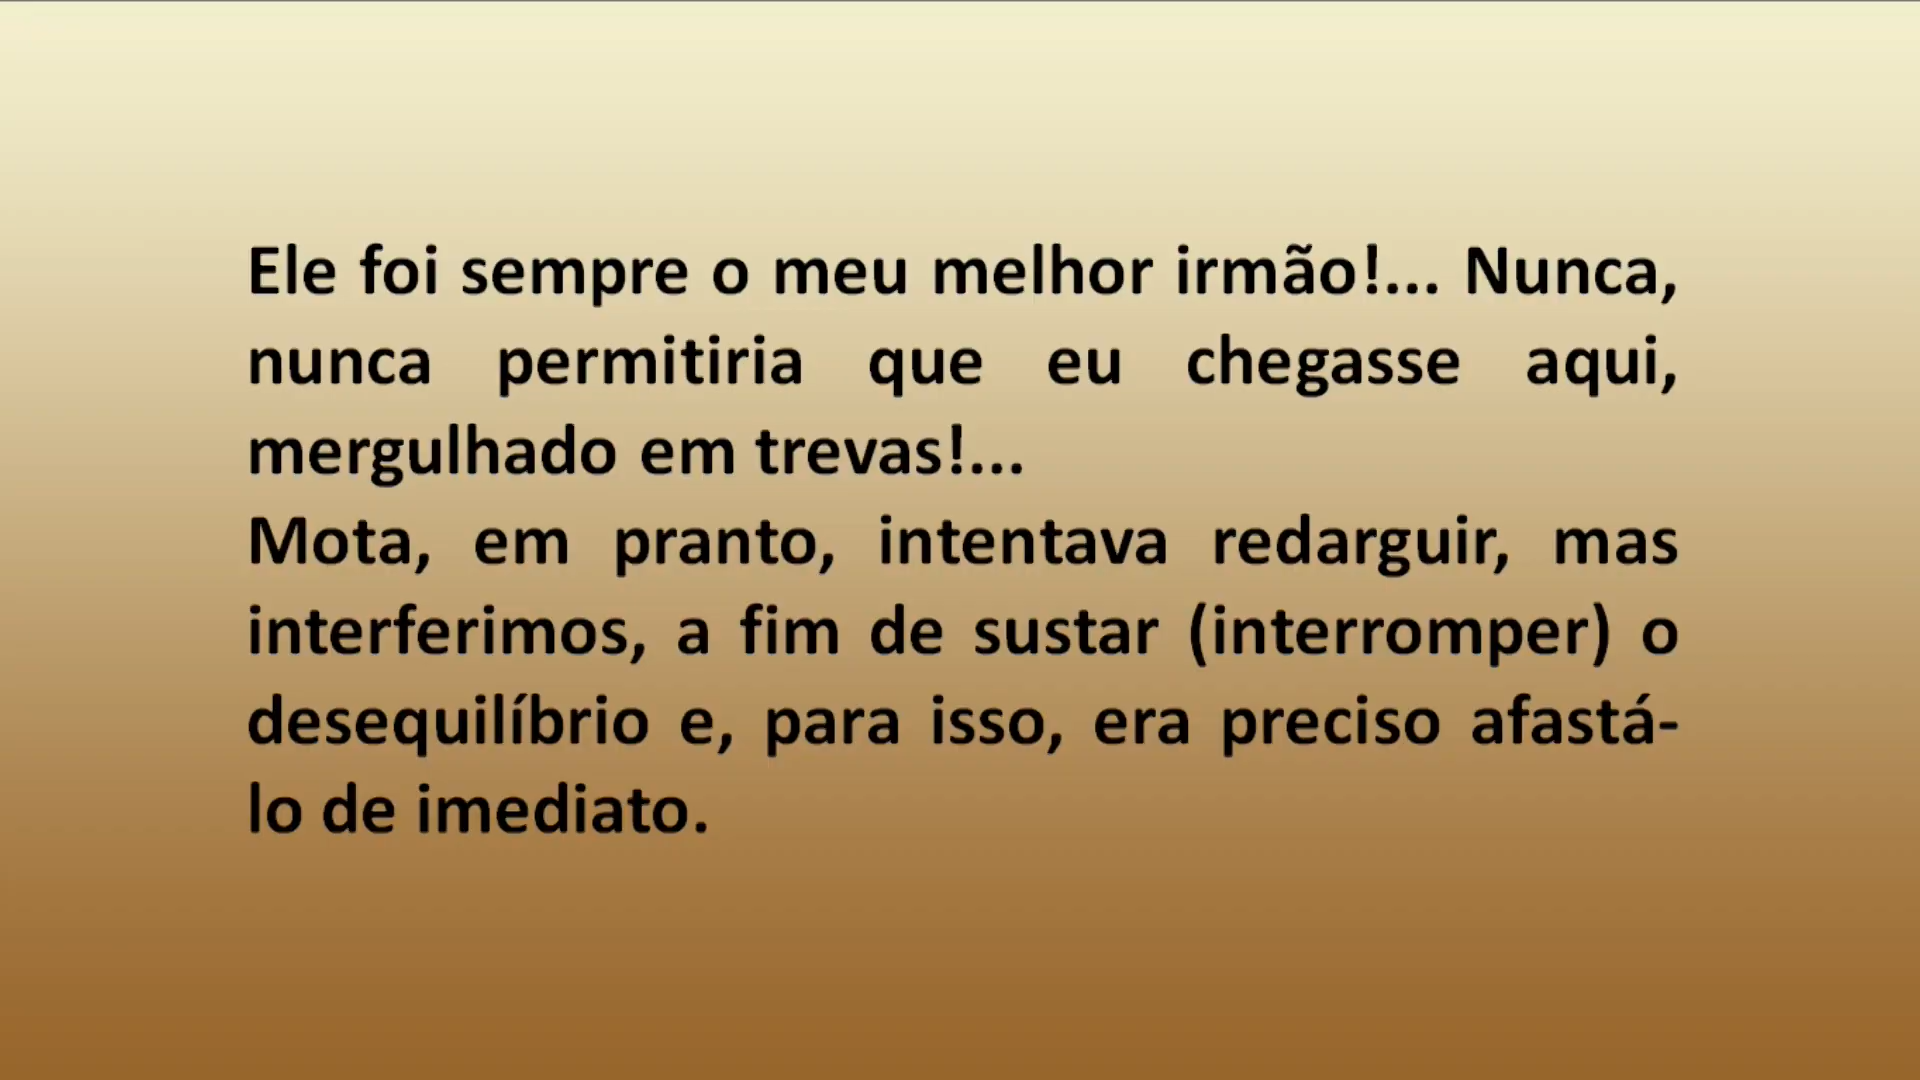 Ele foi sempre o meu melhor irmão!... Nunca,
nunca permitiria que eu chegasse aqui,
mergulhado em trevas!...
Mota, em pranto, intentava redarguir, mas
interferimos, a fim de sustar (interromper) o
desequilíbrio e, para isso, era preciso afastá-
lo de imediato.